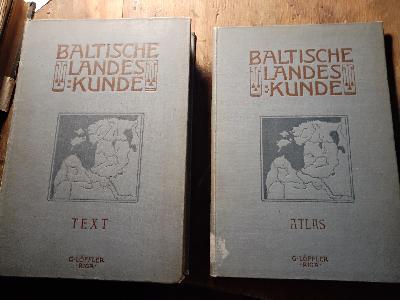 BALTISCHE
LANDES
:KUNDE
TEXT
G·LÖFFLER
·RIGA·
BALTISCHE
LANDES
:KUNDE
ATLAS
G·LÖFFLER
·RIGA·